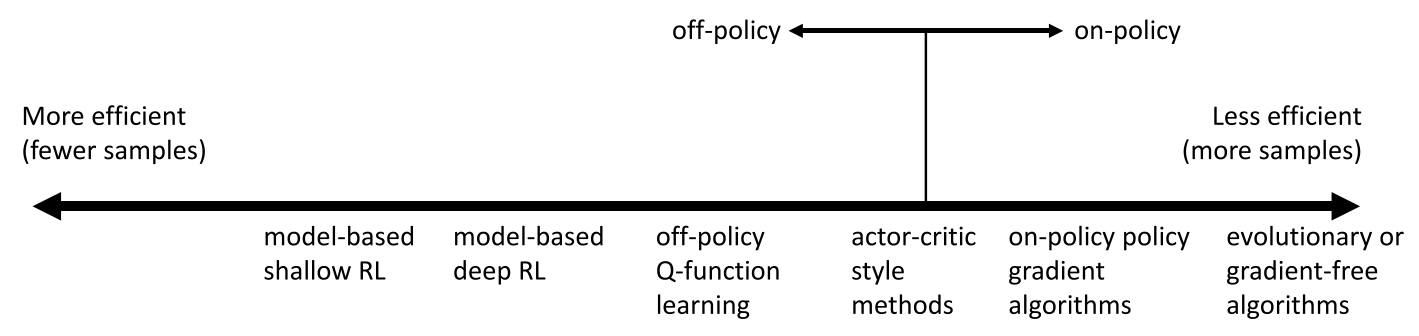 off-policy
on-policy
More efficient
(fewer samples)
Less efficient
(more samples)
model-based
shallow RL
model-based
deep RL
off-policy
Q-function
learning
actor-critic
style
methods
on-policy policy
gradient
algorithms
evolutionary or
gradient-free
algorithms